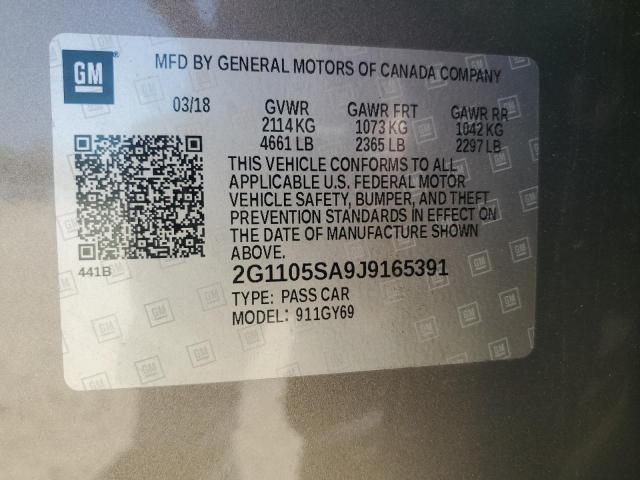 GM
MFD BY GENERAL MOTORS OF CANADA COMPANY
03/18 GVWR GAWR FRT GAWR RR
2114 KG 1073 KG 1042 KG
4661 LB 2365 LB 2297 LB
THIS VEHICLE CONFORMS TO ALL
APPLICABLE U.S. FEDERAL MOTOR
VEHICLE SAFETY, BUMPER, AND THEFT
PREVENTION STANDARDS IN EFFECT ON
THE DATE OF MANUFACTURE SHOWN
ABOVE.
441B
2G1105SA9J9165391
TYPE: PASS CAR
MODEL: 911GY69